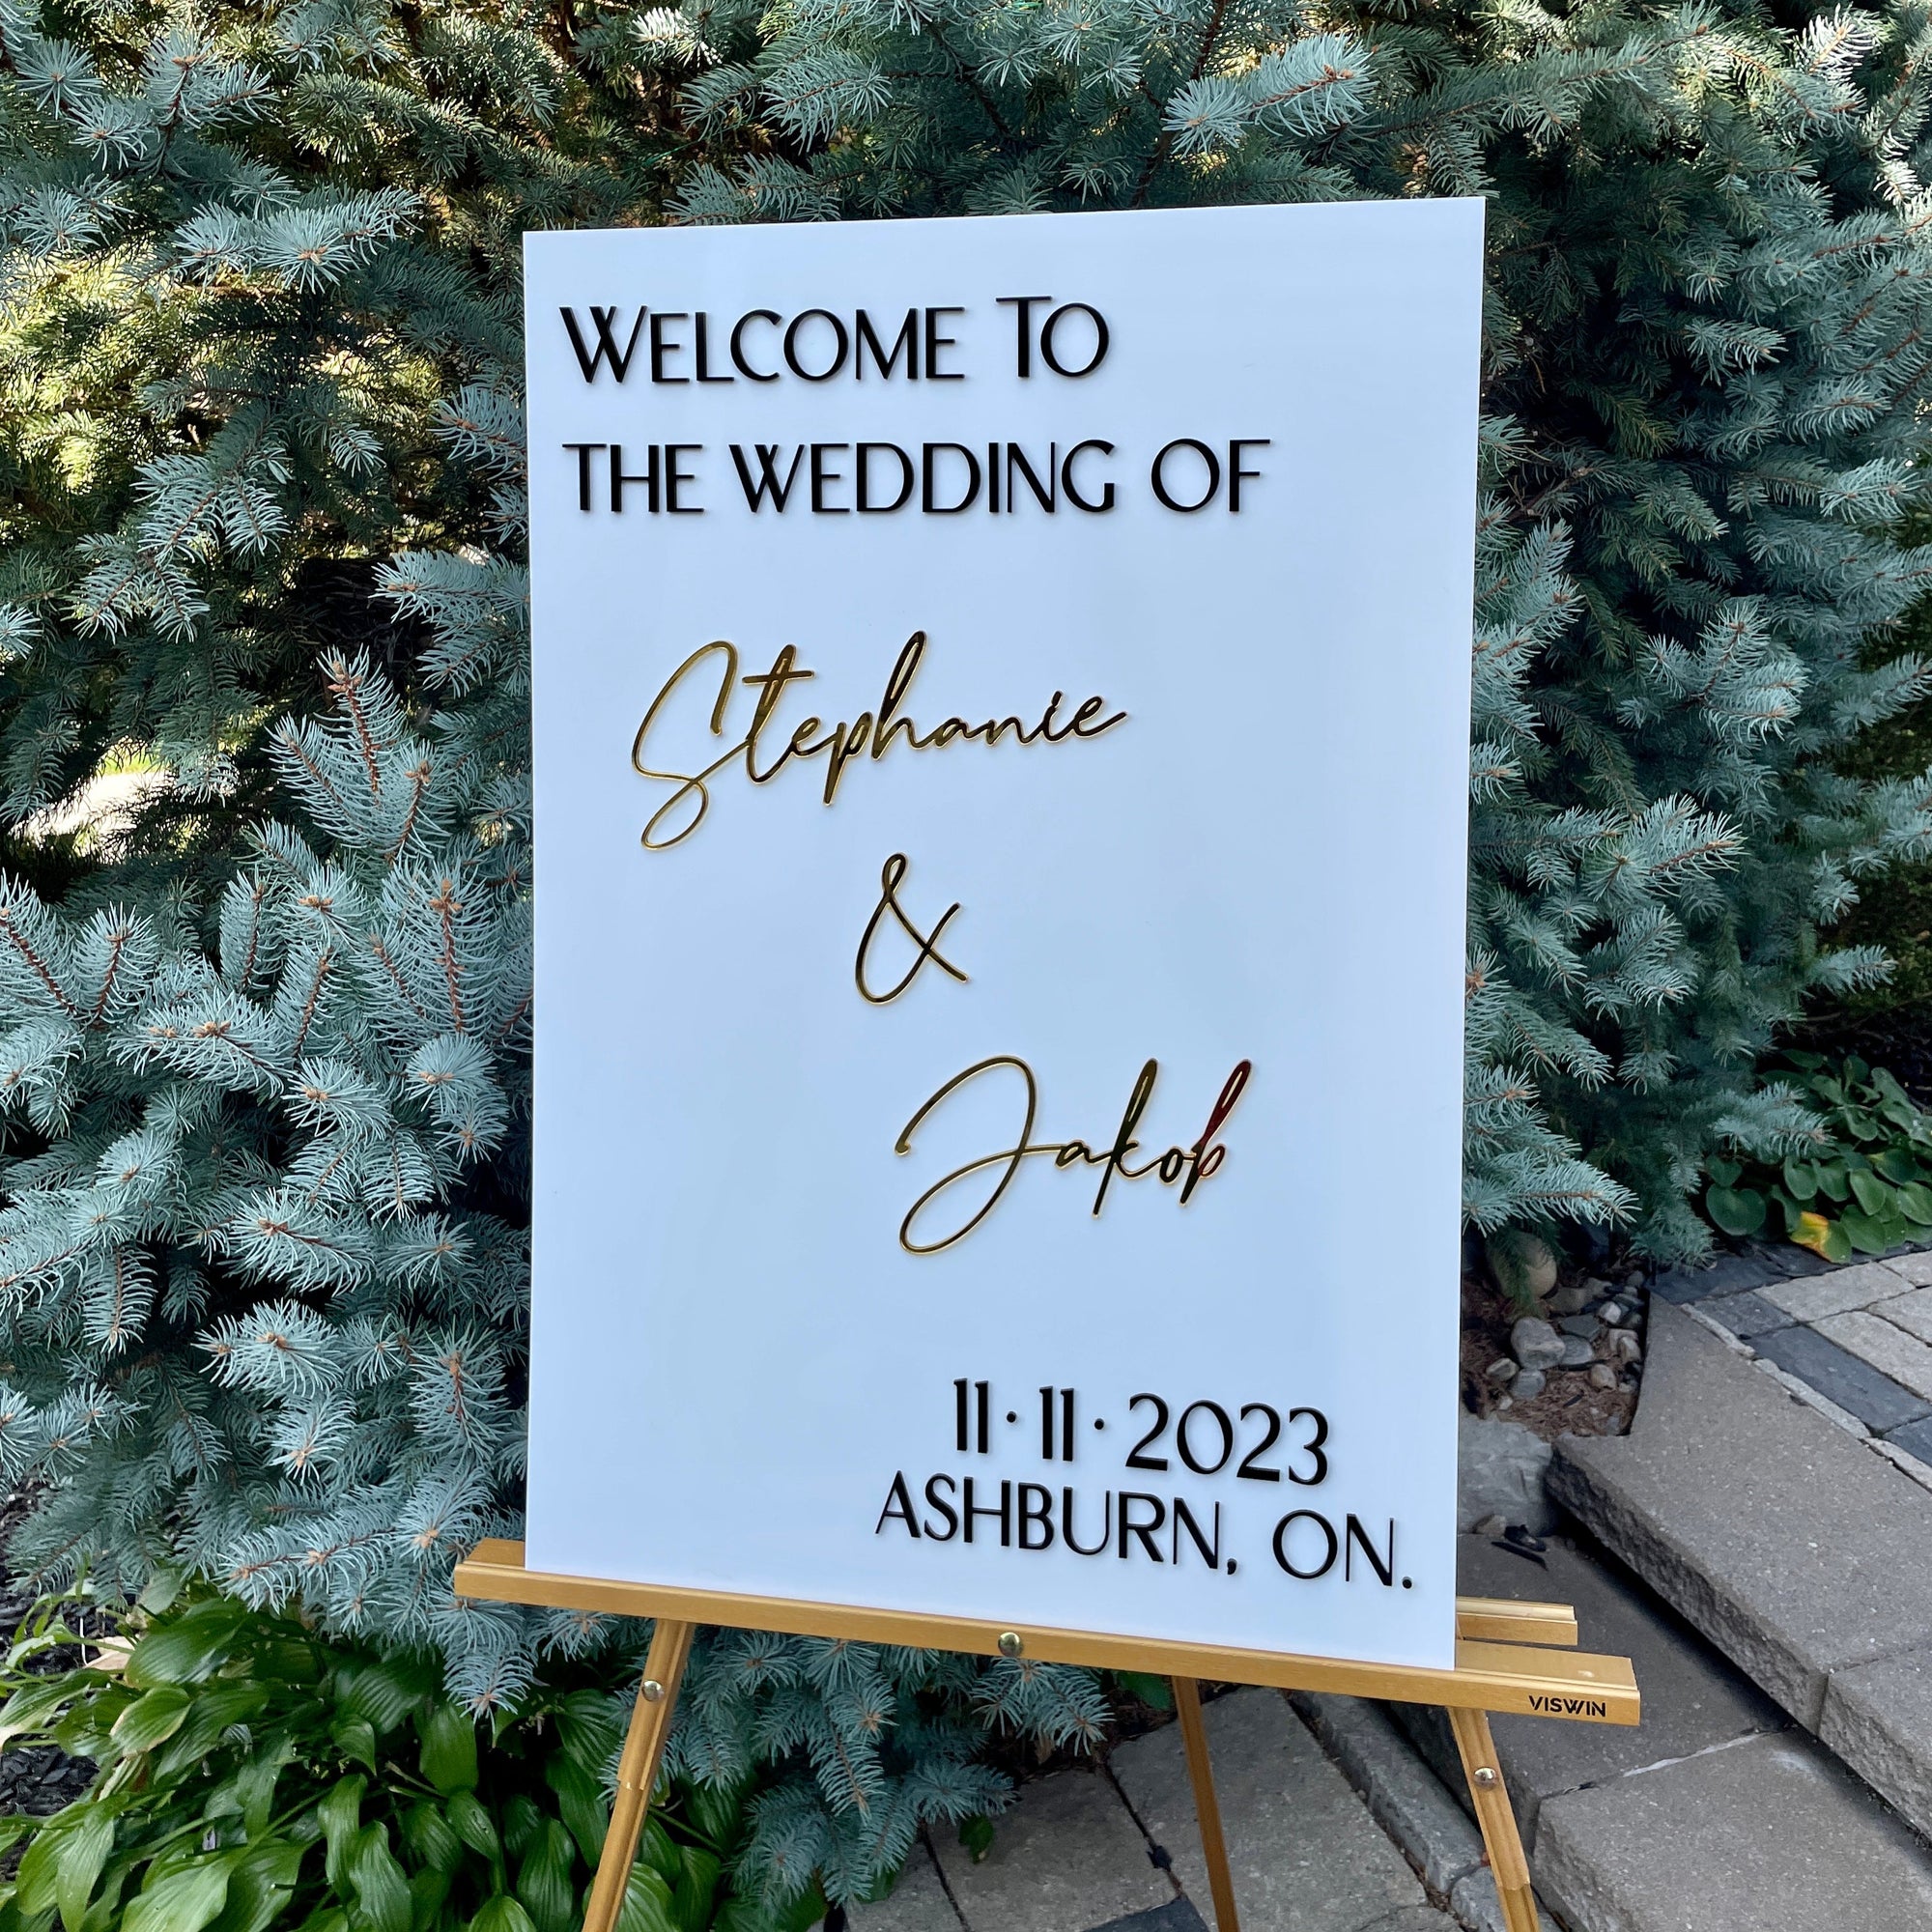 WELCOME TO
THE WEDDING OF
Stephanie
&
Jakob
11·11·2023
ASHBURN, ON.
VISWIN